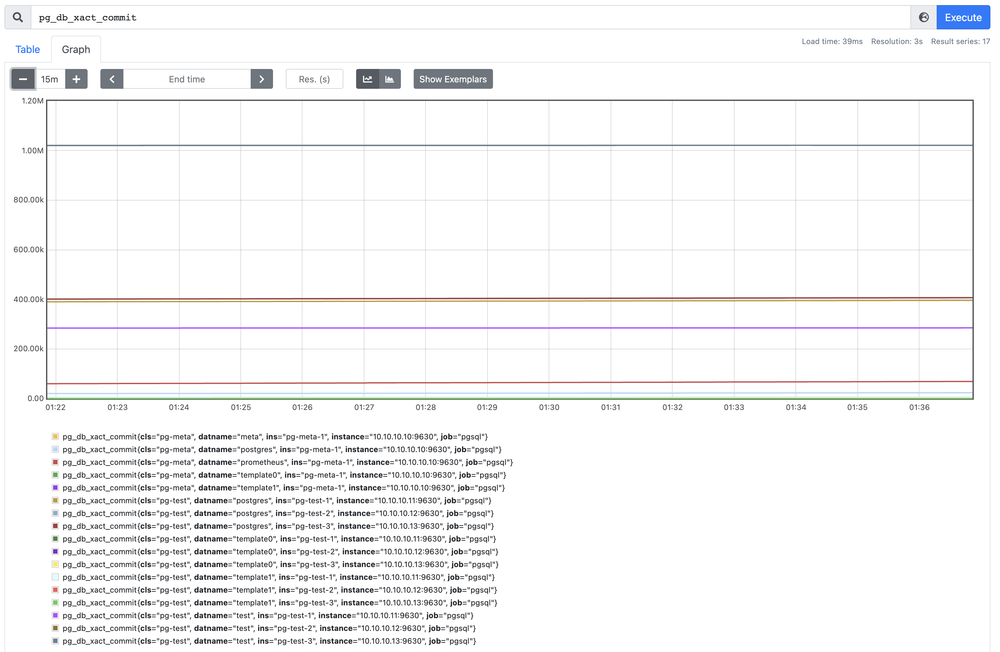 pg_db_xact_commit
Execute
Table
Graph
Load time: 39ms Resolution: 3s Result series: 17
15m
End time
Res. (s)
Show Exemplars
1.20M
1.00M
800.00k
600.00k
400.00k
200.00k
0.00
01:22 01:23 01:24 01:25 01:26 01:27 01:28 01:29 01:30 01:31 01:32 01:33 01:34 01:35 01:36
pg_db_xact_commit{cls="pg-meta", datname="meta", ins="pg-meta-1", instance="10.10.10.10:9630", job="pgsql"}
pg_db_xact_commit{cls="pg-meta", datname="postgres", ins="pg-meta-1", instance="10.10.10.10:9630", job="pgsql"}
pg_db_xact_commit{cls="pg-meta", datname="prometheus", ins="pg-meta-1", instance="10.10.10.10:9630", job="pgsql"}
pg_db_xact_commit{cls="pg-meta", datname="template0", ins="pg-meta-1", instance="10.10.10.10:9630", job="pgsql"}
pg_db_xact_commit{cls="pg-meta", datname="template1", ins="pg-meta-1", instance="10.10.10.10:9630", job="pgsql"}
pg_db_xact_commit{cls="pg-test", datname="postgres", ins="pg-test-1", instance="10.10.10.11:9630", job="pgsql"}
pg_db_xact_commit{cls="pg-test", datname="postgres", ins="pg-test-2", instance="10.10.10.12:9630", job="pgsql"}
pg_db_xact_commit{cls="pg-test", datname="postgres", ins="pg-test-3", instance="10.10.10.13:9630", job="pgsql"}
pg_db_xact_commit{cls="pg-test", datname="template0", ins="pg-test-1", instance="10.10.10.11:9630", job="pgsql"}
pg_db_xact_commit{cls="pg-test", datname="template0", ins="pg-test-2", instance="10.10.10.12:9630", job="pgsql"}
pg_db_xact_commit{cls="pg-test", datname="template0", ins="pg-test-3", instance="10.10.10.13:9630", job="pgsql"}
pg_db_xact_commit{cls="pg-test", datname="template1", ins="pg-test-1", instance="10.10.10.11:9630", job="pgsql"}
pg_db_xact_commit{cls="pg-test", datname="template1", ins="pg-test-2", instance="10.10.10.12:9630", job="pgsql"}
pg_db_xact_commit{cls="pg-test", datname="template1", ins="pg-test-3", instance="10.10.10.13:9630", job="pgsql"}
pg_db_xact_commit{cls="pg-test", datname="test", ins="pg-test-1", instance="10.10.10.11:9630", job="pgsql"}
pg_db_xact_commit{cls="pg-test", datname="test", ins="pg-test-2", instance="10.10.10.12:9630", job="pgsql"}
pg_db_xact_commit{cls="pg-test", datname="test", ins="pg-test-3", instance="10.10.10.13:9630", job="pgsql"}